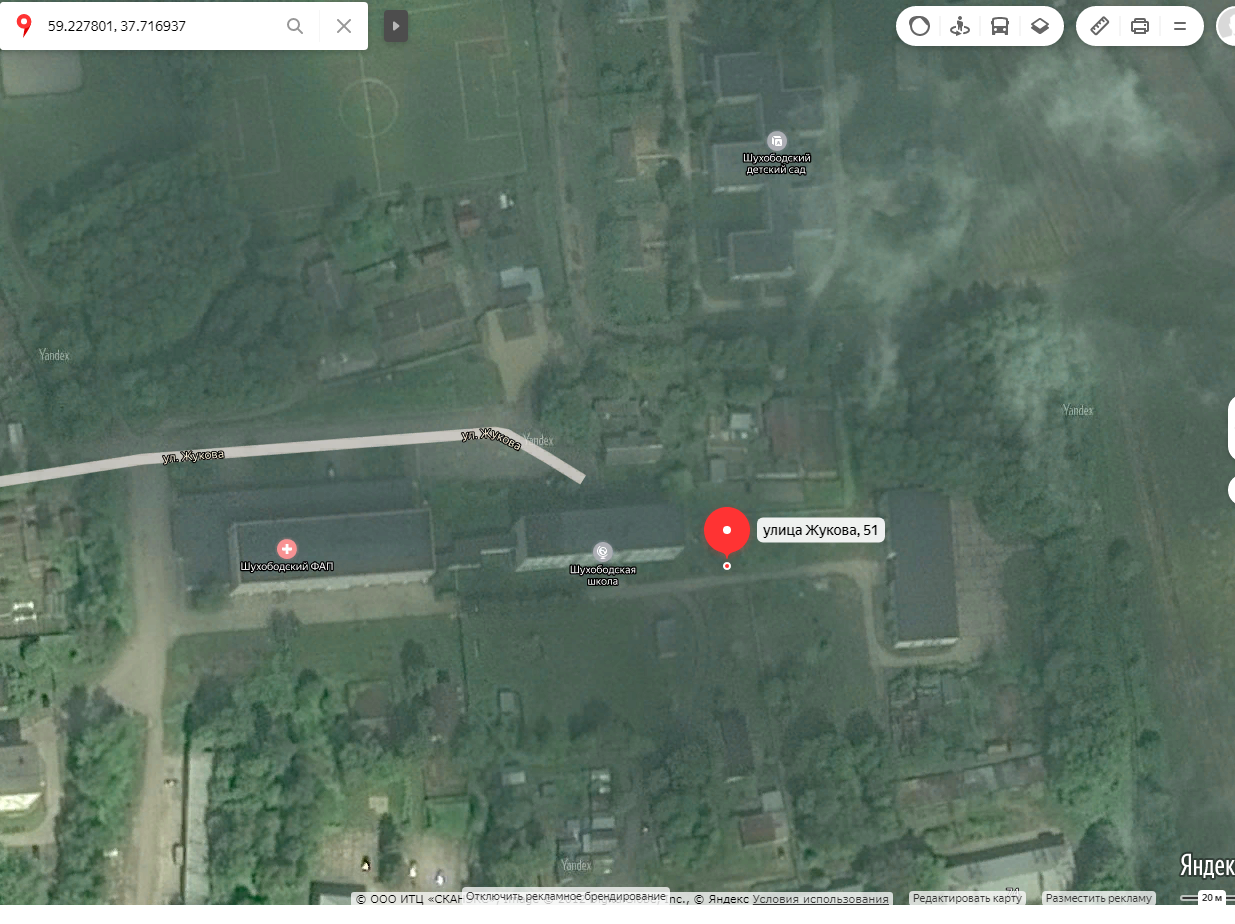 59.227801, 37.716937
Шухободский
детский сад
Yandex
Yandex
ул. Жукова
ул. Жукова
Yandex
улица Жукова, 51
Шухободский ФАП
Шухободская
школа
Yandex
Яндекс
© ООО ИТЦ «СКАН
Отключить рекламное брендирование
nc., © Яндекс Условия использования
Редактировать карту
Разместить рекламу
20 м